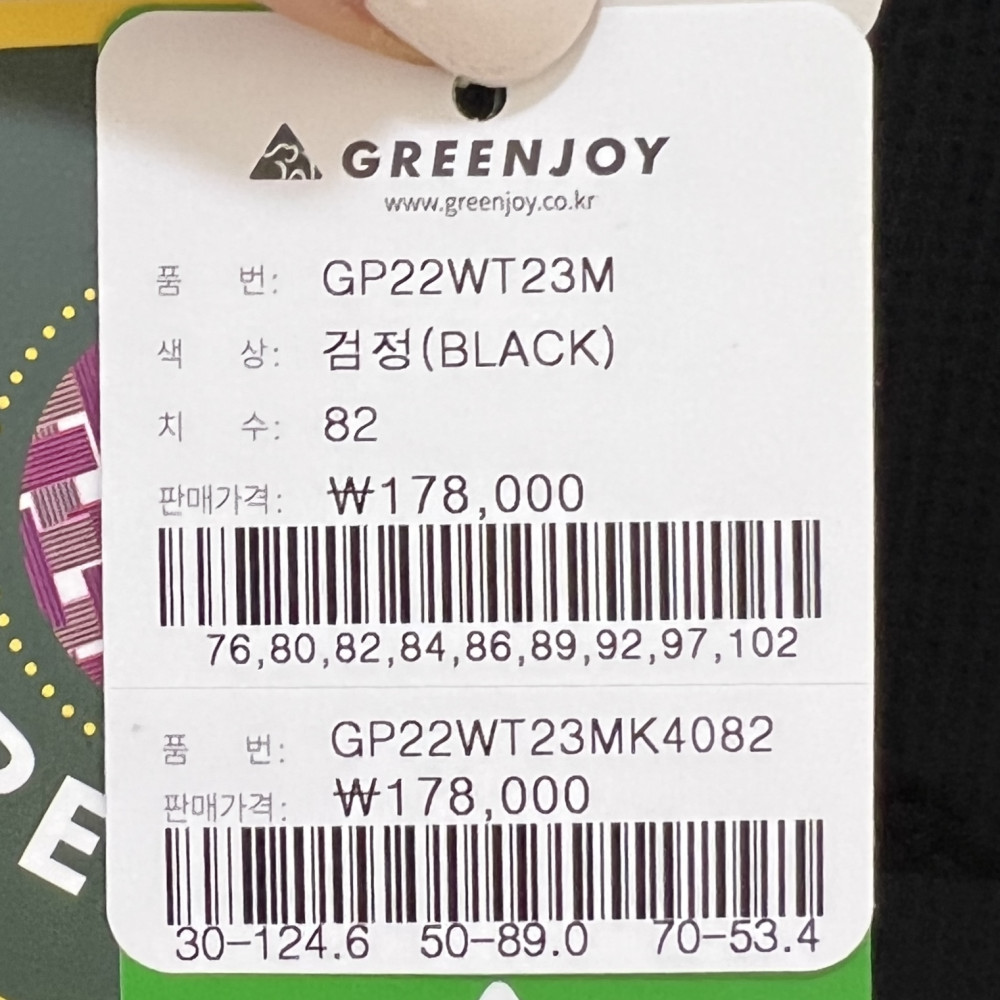 GREENJOY
www.greenjoy.co.kr
품 번: GP22WT23M
색 상: 검정(BLACK)
치 수: 82
판매가격: ₩178,000
76,80,82,84,86,89,92,97,102
품 번: GP22WT23MK4082
판매가격: ₩178,000
30-124.6 50-89.0 70-53.4
E